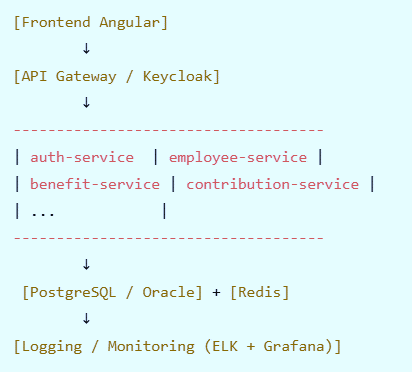 [Frontend Angular]
↓
[API Gateway / Keycloak]
↓
----------------------------------
| auth-service  | employee-service |
| benefit-service | contribution-service |
| ...            |
----------------------------------
↓
[PostgreSQL / Oracle] + [Redis]
↓
[Logging / Monitoring (ELK + Grafana)]